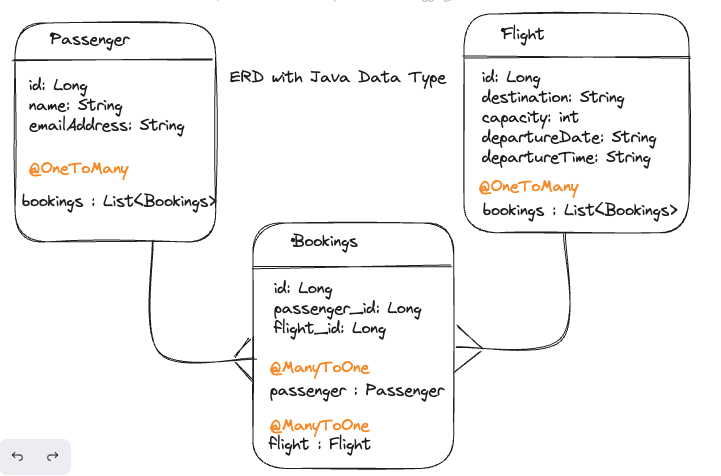 Passenger
id: Long
name: String
emailAddress: String
@OneToMany
bookings : List<Bookings>
ERD with Java Data Type
Flight
id: Long
destination: String
capacity: int
departureDate: String
departureTime: String
@OneToMany
bookings : List<Bookings>
Bookings
id: Long
passenger_id: Long
flight_id: Long
@ManyToOne
passenger : Passenger
@ManyToOne
flight : Flight